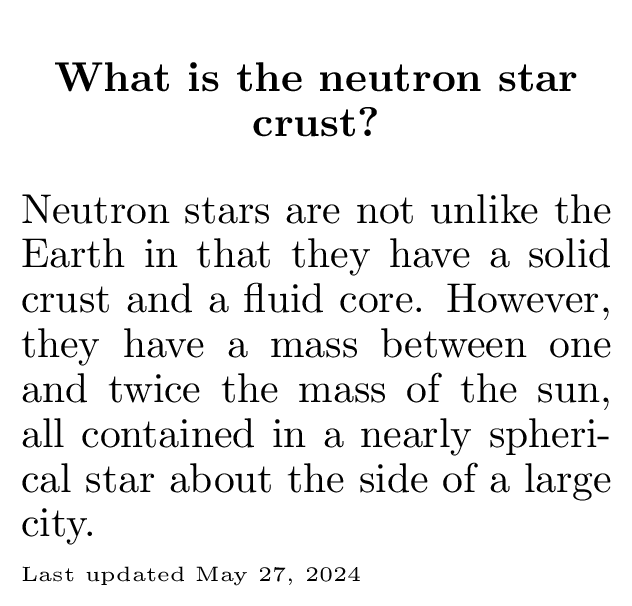 What is the neutron star
crust?
Neutron stars are not unlike the
Earth in that they have a solid
crust and a fluid core. However,
they have a mass between one
and twice the mass of the sun,
all contained in a nearly spheri-
cal star about the side of a large
city.
Last updated May 27, 2024